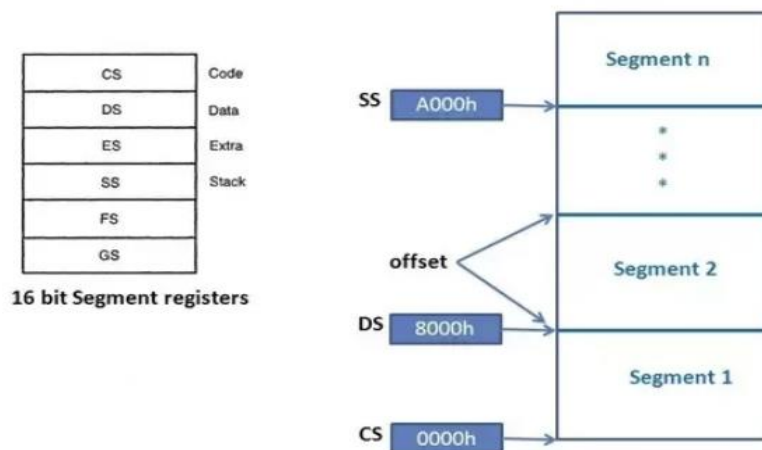 CS Code
DS Data
ES Extra
SS Stack
FS
GS
16 bit Segment registers
Segment n
SS A000h
*
*
*
offset
Segment 2
DS 8000h
Segment 1
CS 0000h